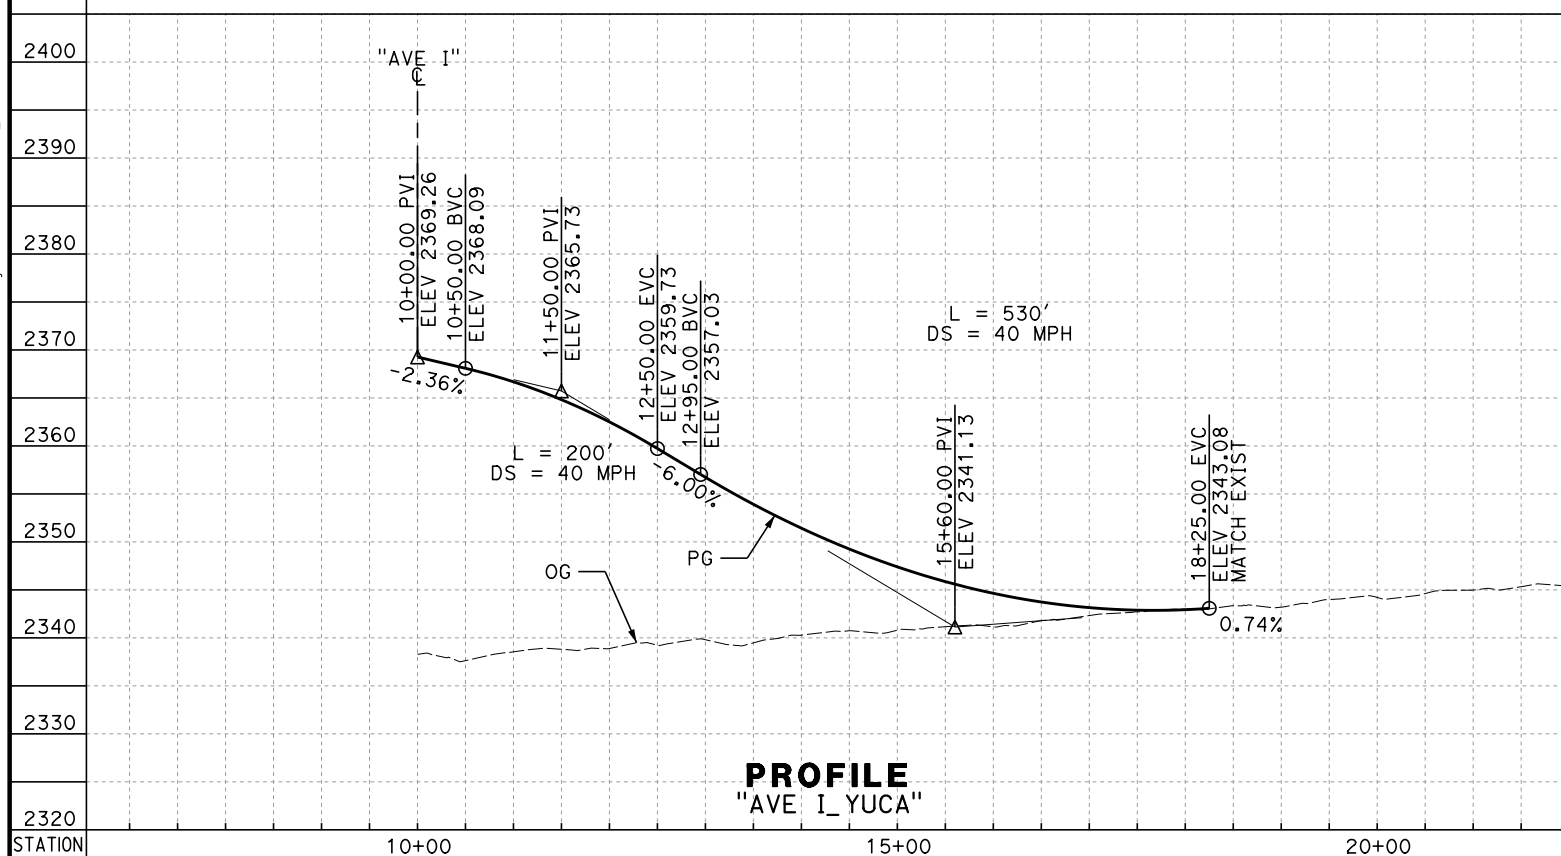 2400
2390
2380
2370
2360
2350
2340
2330
2320
STATION
"AVE I"
℄
10+00.00 PVI
ELEV 2369.26
10+50.00 BVC
ELEV 2368.09
11+50.00 PVI
ELEV 2365.73
12+50.00 EVC
ELEV 2359.73
12+95.00 BVC
ELEV 2357.03
15+60.00 PVI
ELEV 2341.13
18+25.00 EVC
ELEV 2343.08
MATCH EXIST
-2.36%
L = 200'
DS = 40 MPH
-6.00%
L = 530'
DS = 40 MPH
PG
OG
0.74%
PROFILE
"AVE I_YUCA"
10+00
15+00
20+00